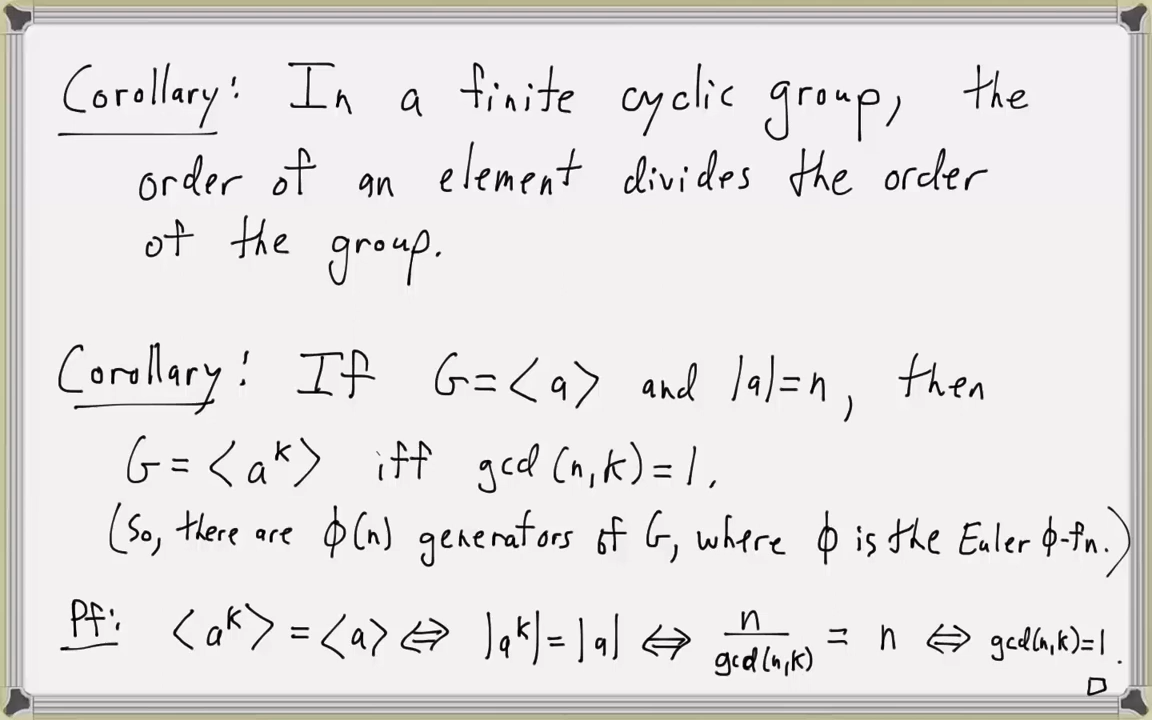 Corollary: In a finite cyclic group, the
order of an element divides the order
of the group.
Corollary: If G=⟨a⟩ and |a|=n, then
G=⟨a^k⟩ iff gcd(n,k)=1.
(So, there are ϕ(n) generators of G, where ϕ is the Euler ϕ-fn.)
Pf: ⟨a^k⟩=⟨a⟩ ⇔ |a^k|=|a| ⇔ n/gcd(n,k) = n ⇔ gcd(n,k)=1. □